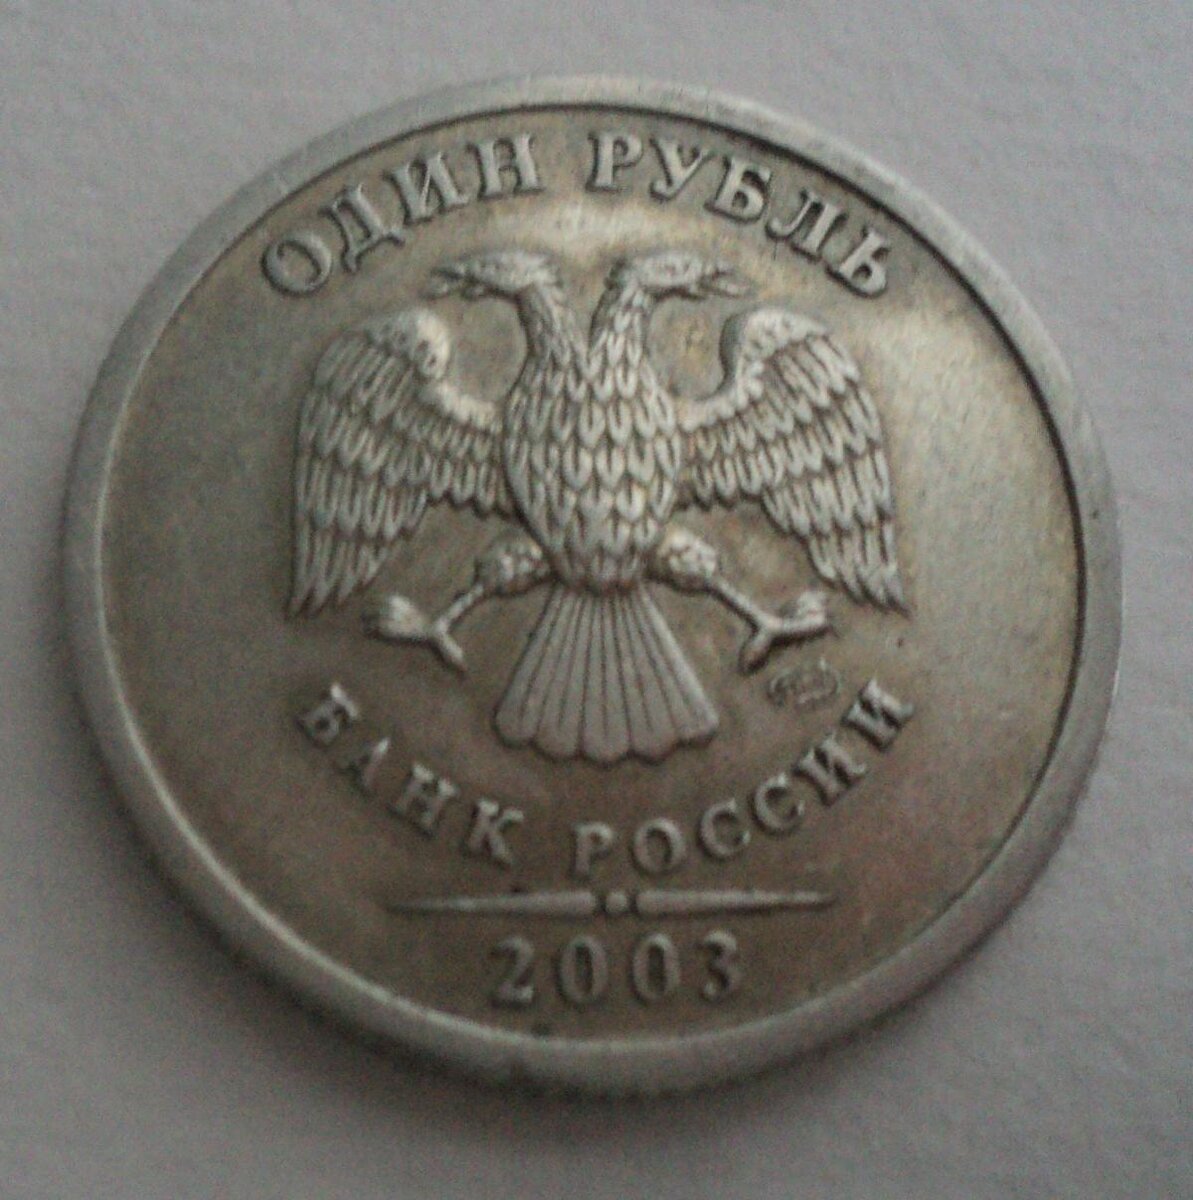 ОДИН РУБЛЬ
БАНК РОССИИ
2003